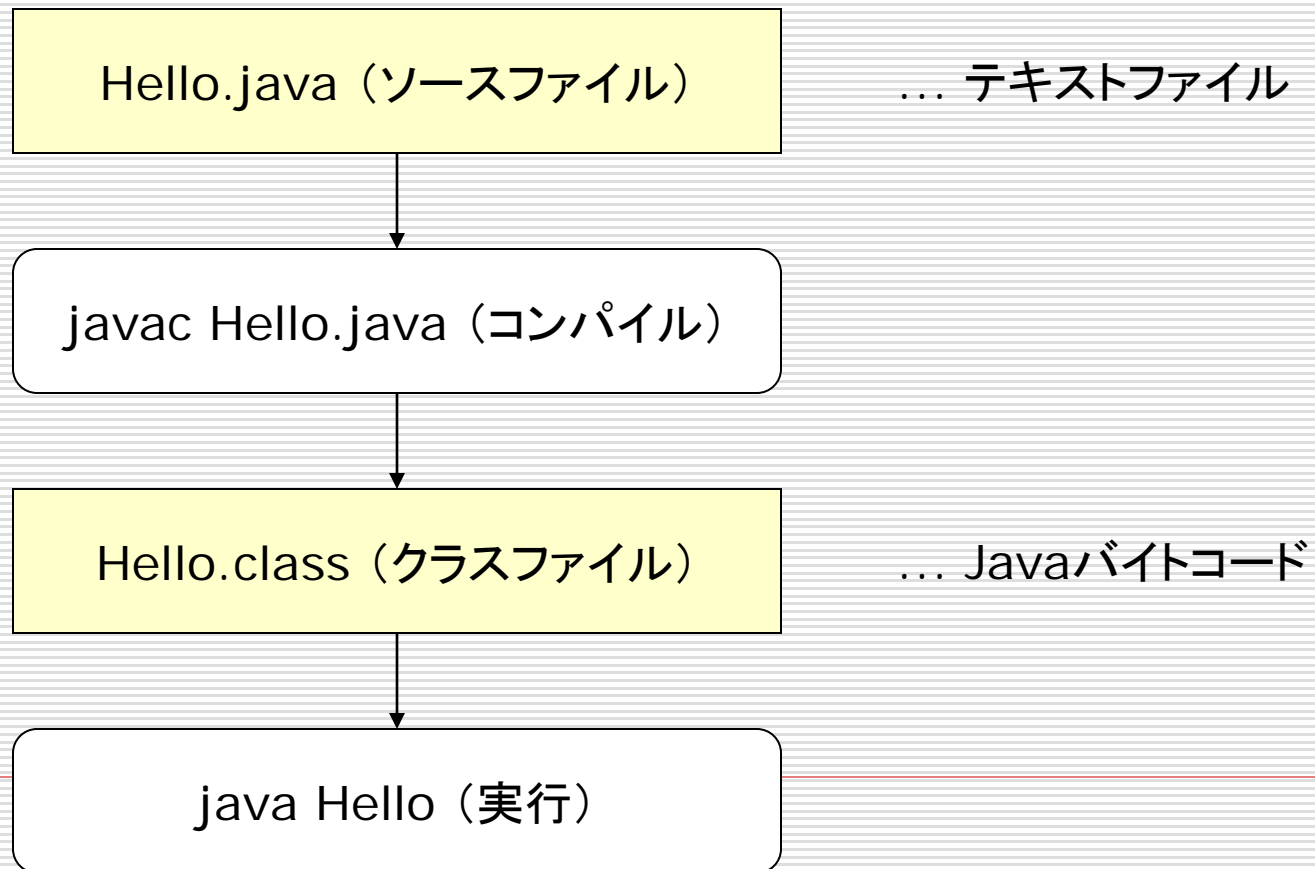 Hello.java（ソースファイル）
... テキストファイル
javac Hello.java（コンパイル）
Hello.class（クラスファイル）
... Javaバイトコード
java Hello（実行）